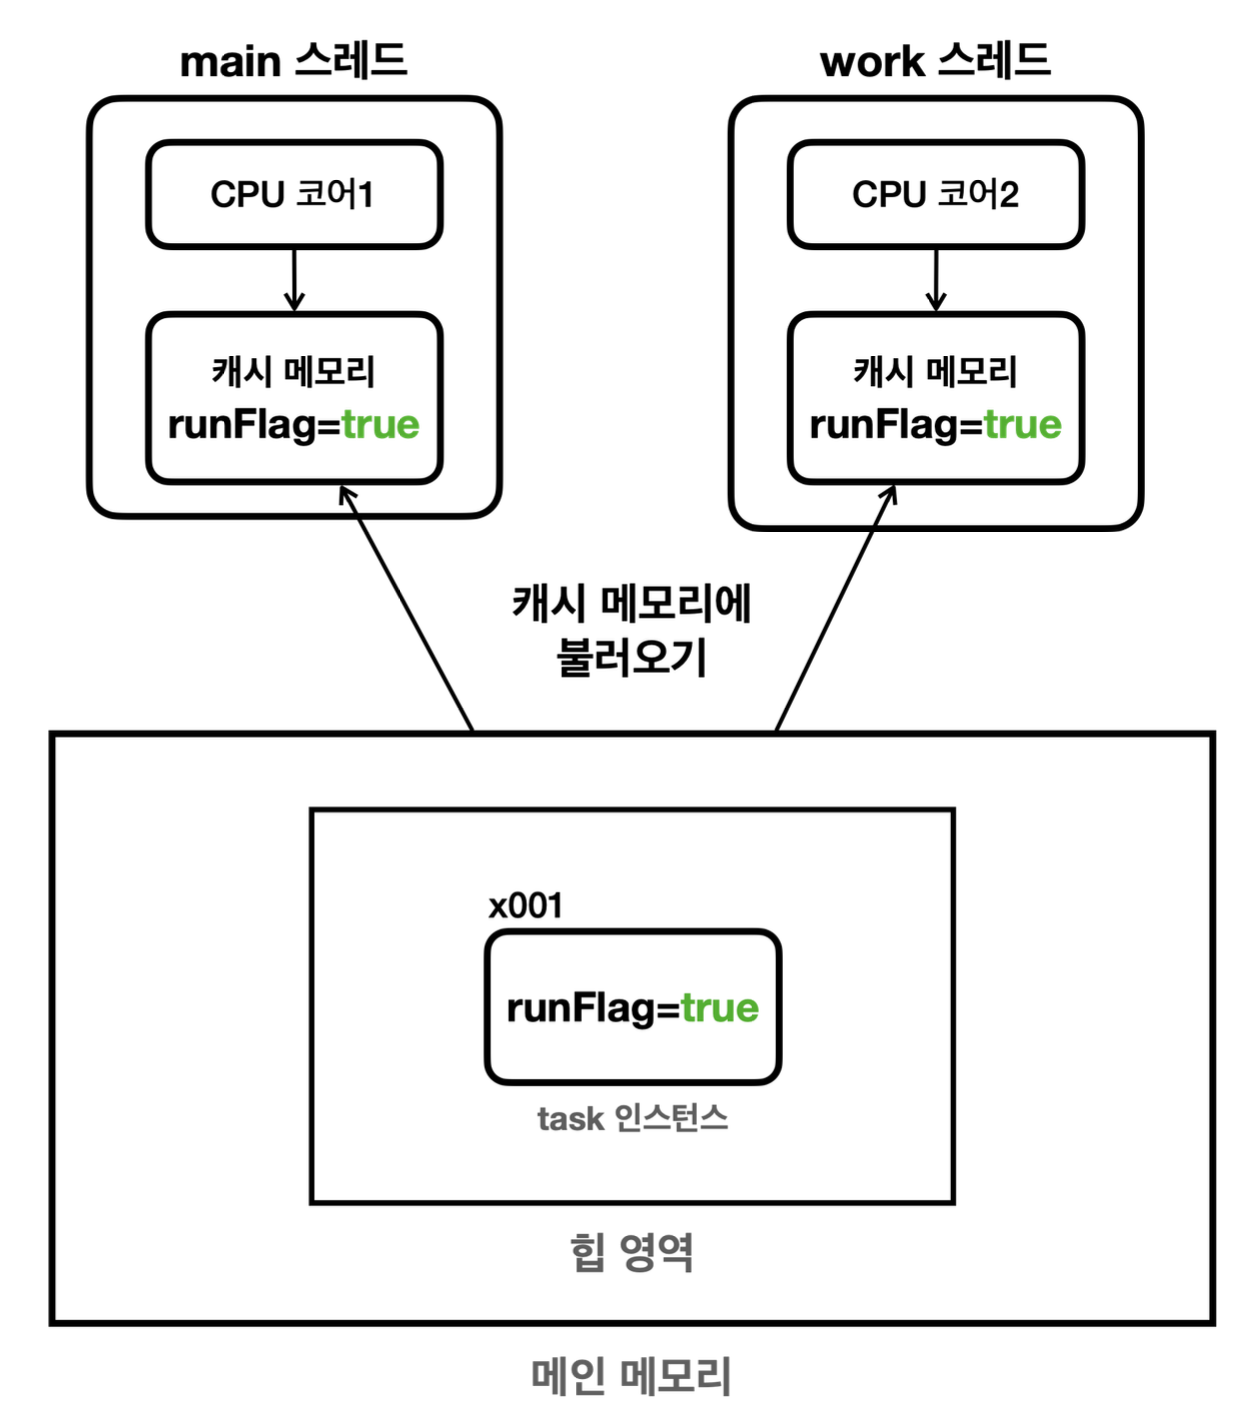 main 스레드
work 스레드
CPU 코어1
CPU 코어2
캐시 메모리
runFlag=true
캐시 메모리
runFlag=true
캐시 메모리에
불러오기
x001
runFlag=true
task 인스턴스
힙 영역
메인 메모리